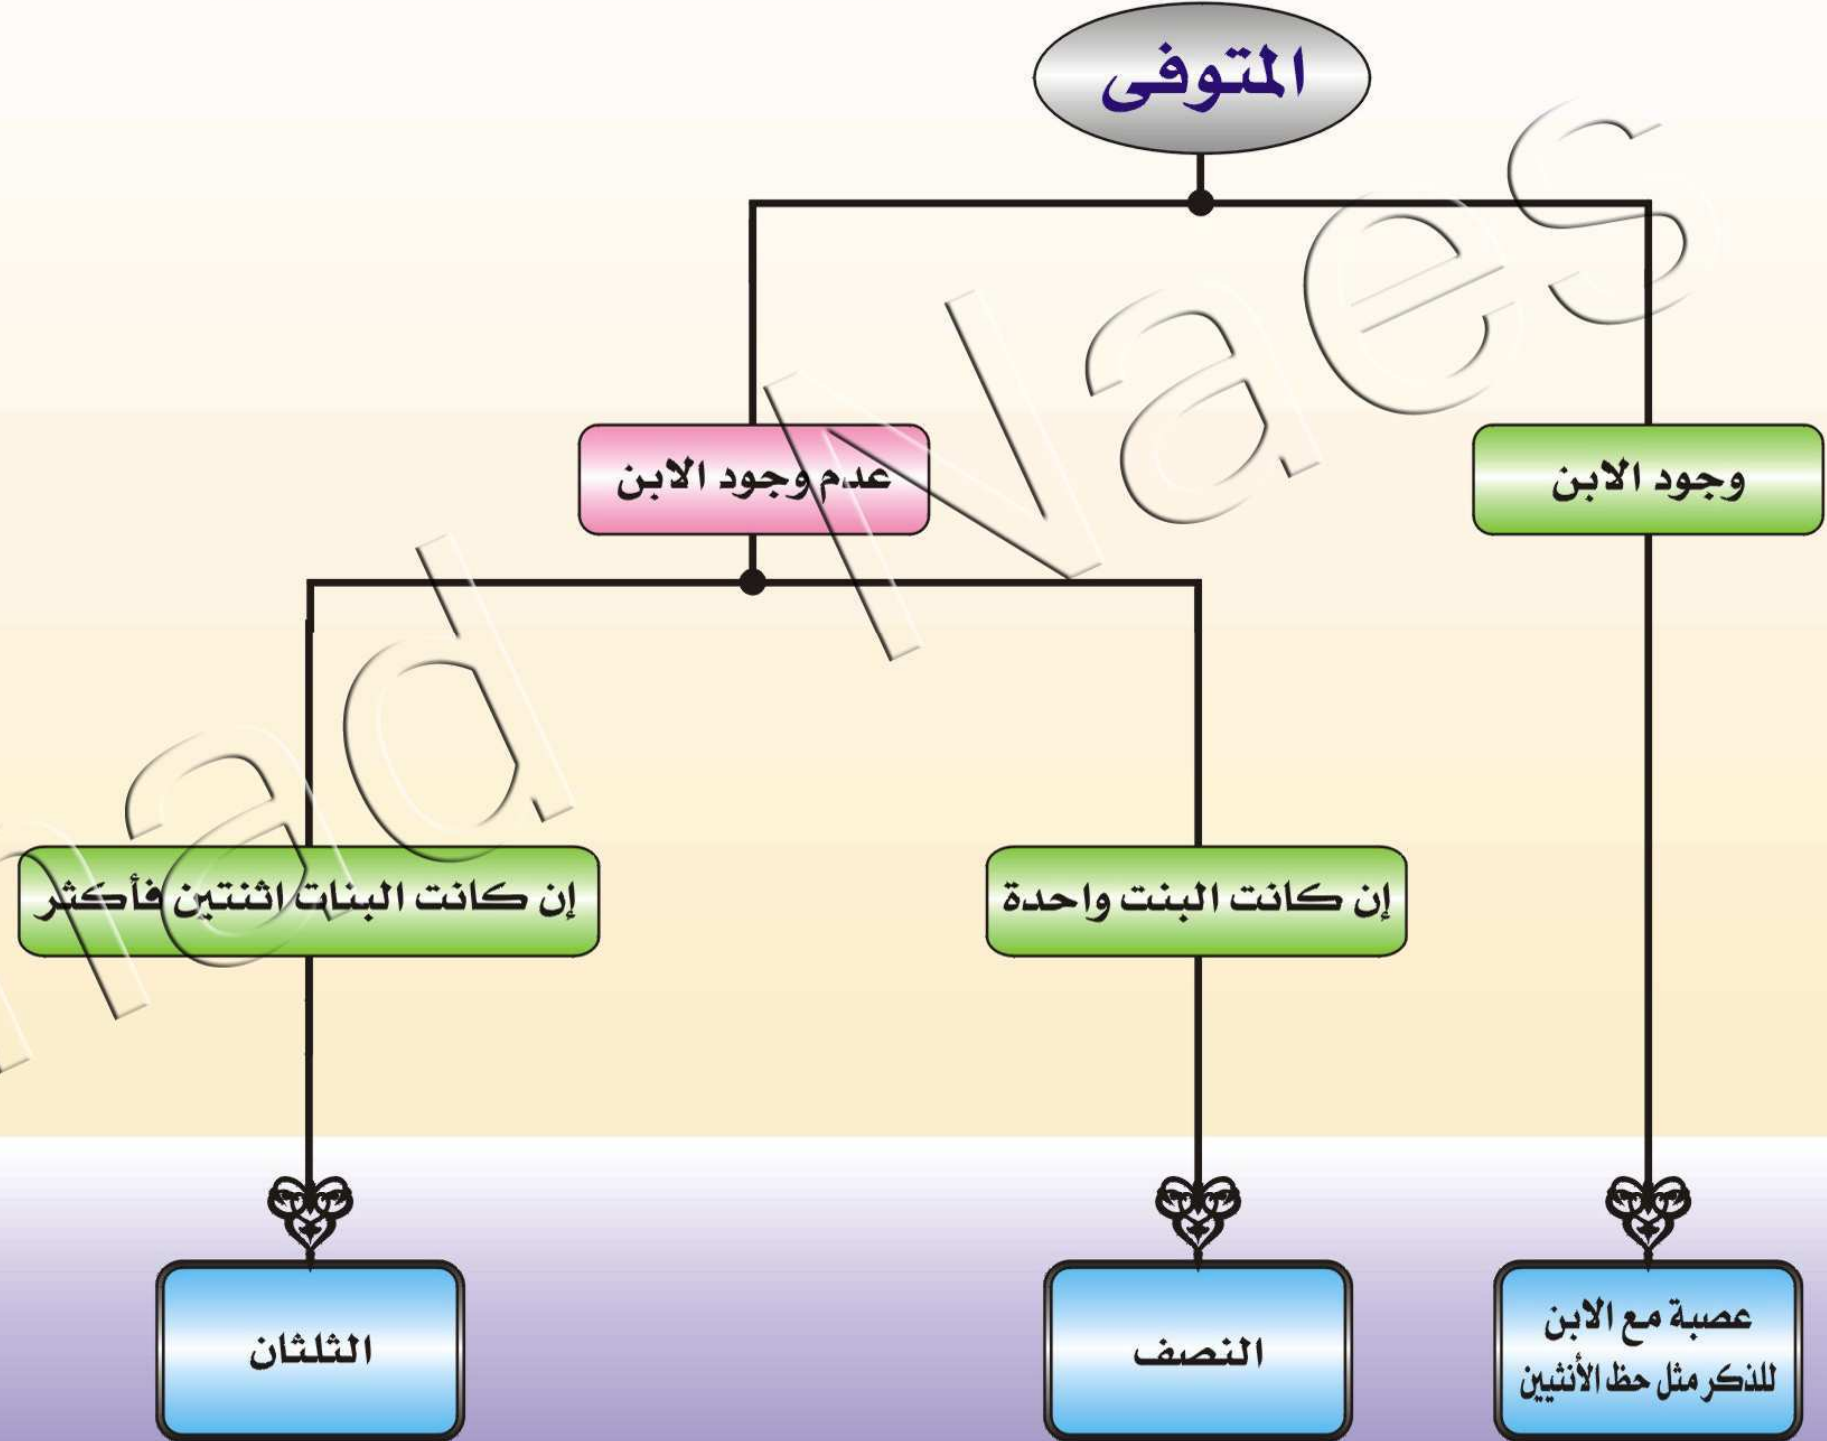 المتوفى
وجود الابن
عدم وجود الابن
إن كانت البنت واحدة
إن كانت البنات اثنتين فأكثر
عصبة مع الابن
للذكر مثل حظ الأنثيين
النصف
الثلثان
Naes